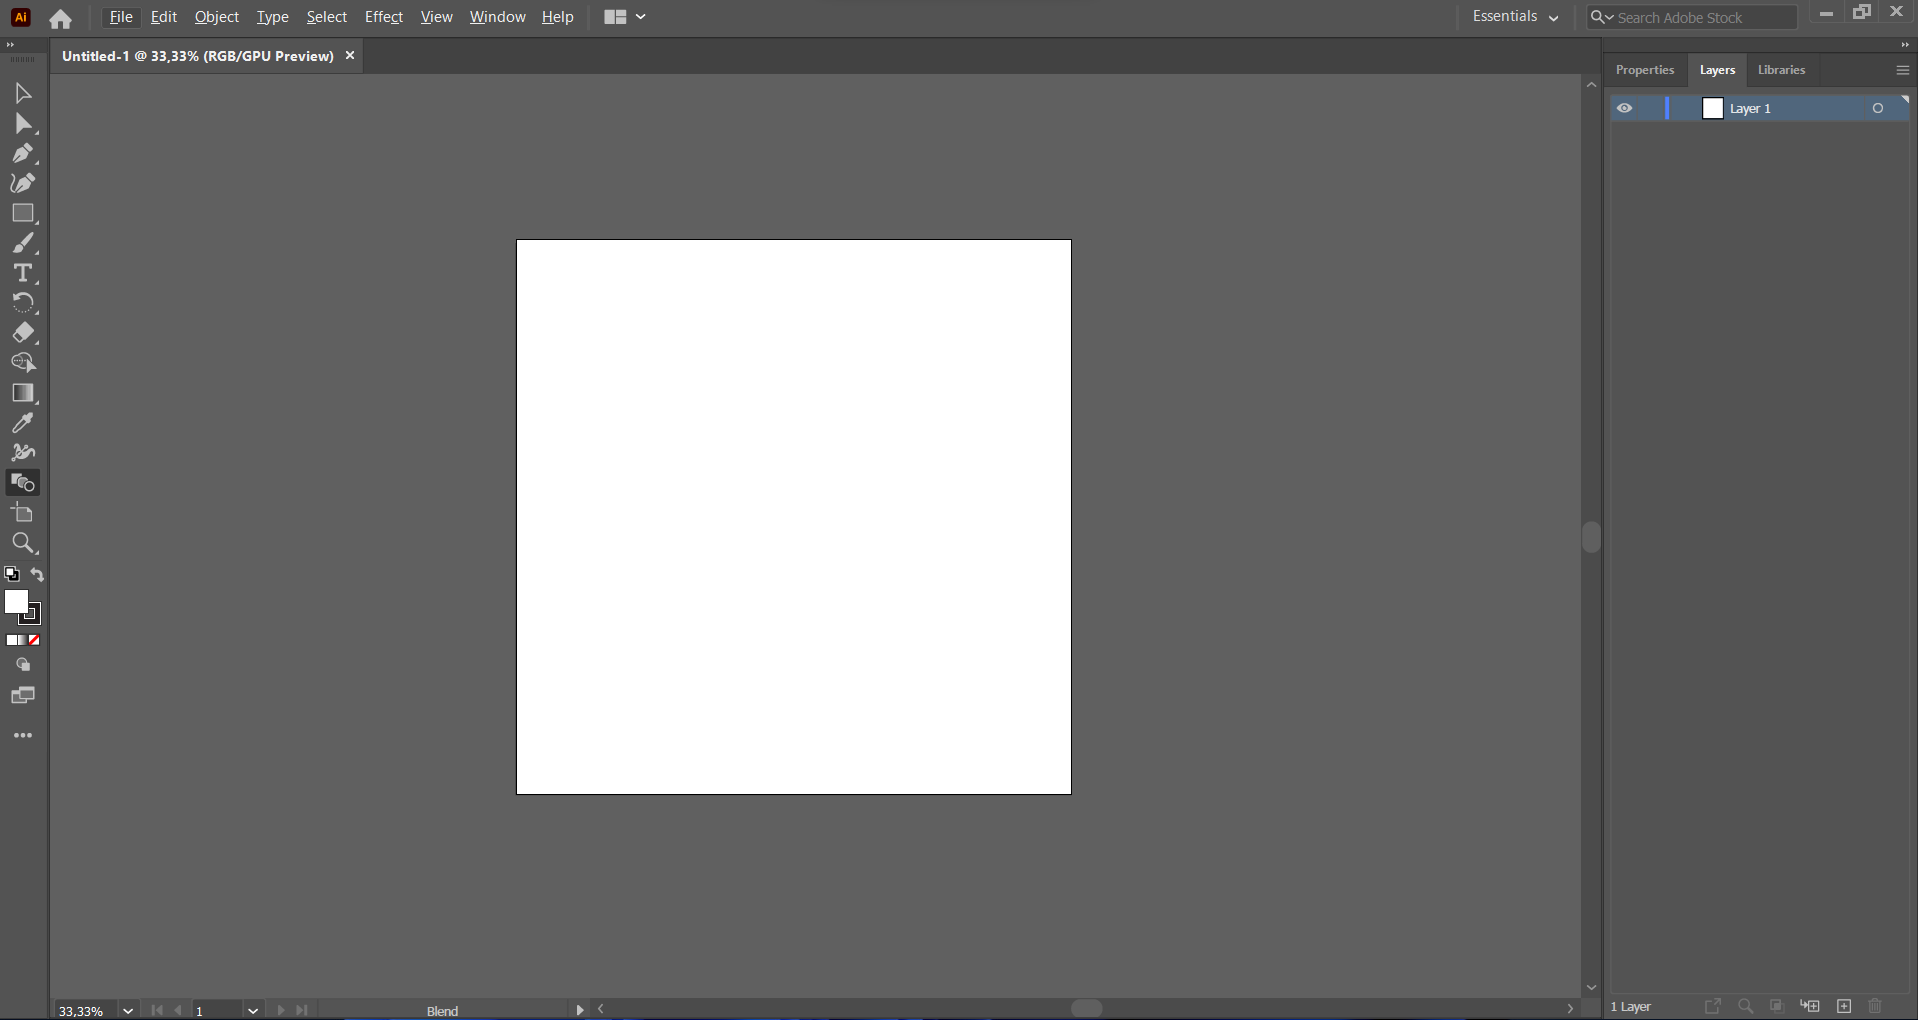 Ai File Edit Object Type Select Effect View Window Help Essentials Search Adobe Stock
Untitled-1 @ 33,33% (RGB/GPU Preview)
Properties Layers Libraries
Layer 1
T
1 Layer
33,33% 1 Blend